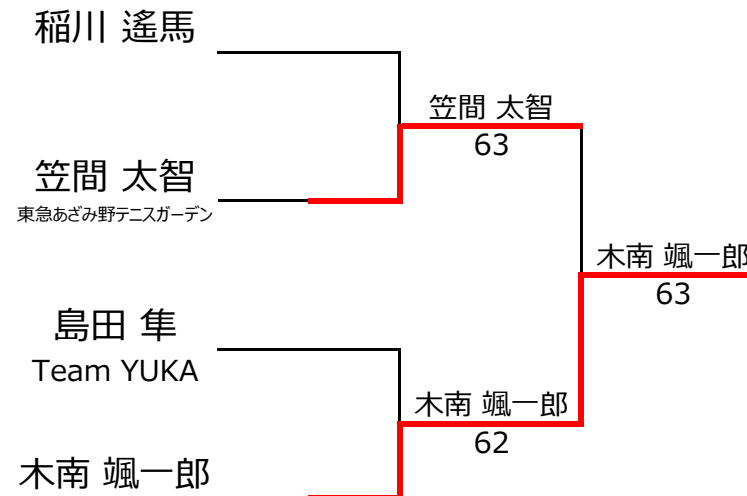 稲川 遙馬
笠間 太智
63
笠間 太智
東急あざみ野テニスガーデン
木南 颯一郎
63
島田 隼
Team YUKA
木南 颯一郎
62
木南 颯一郎